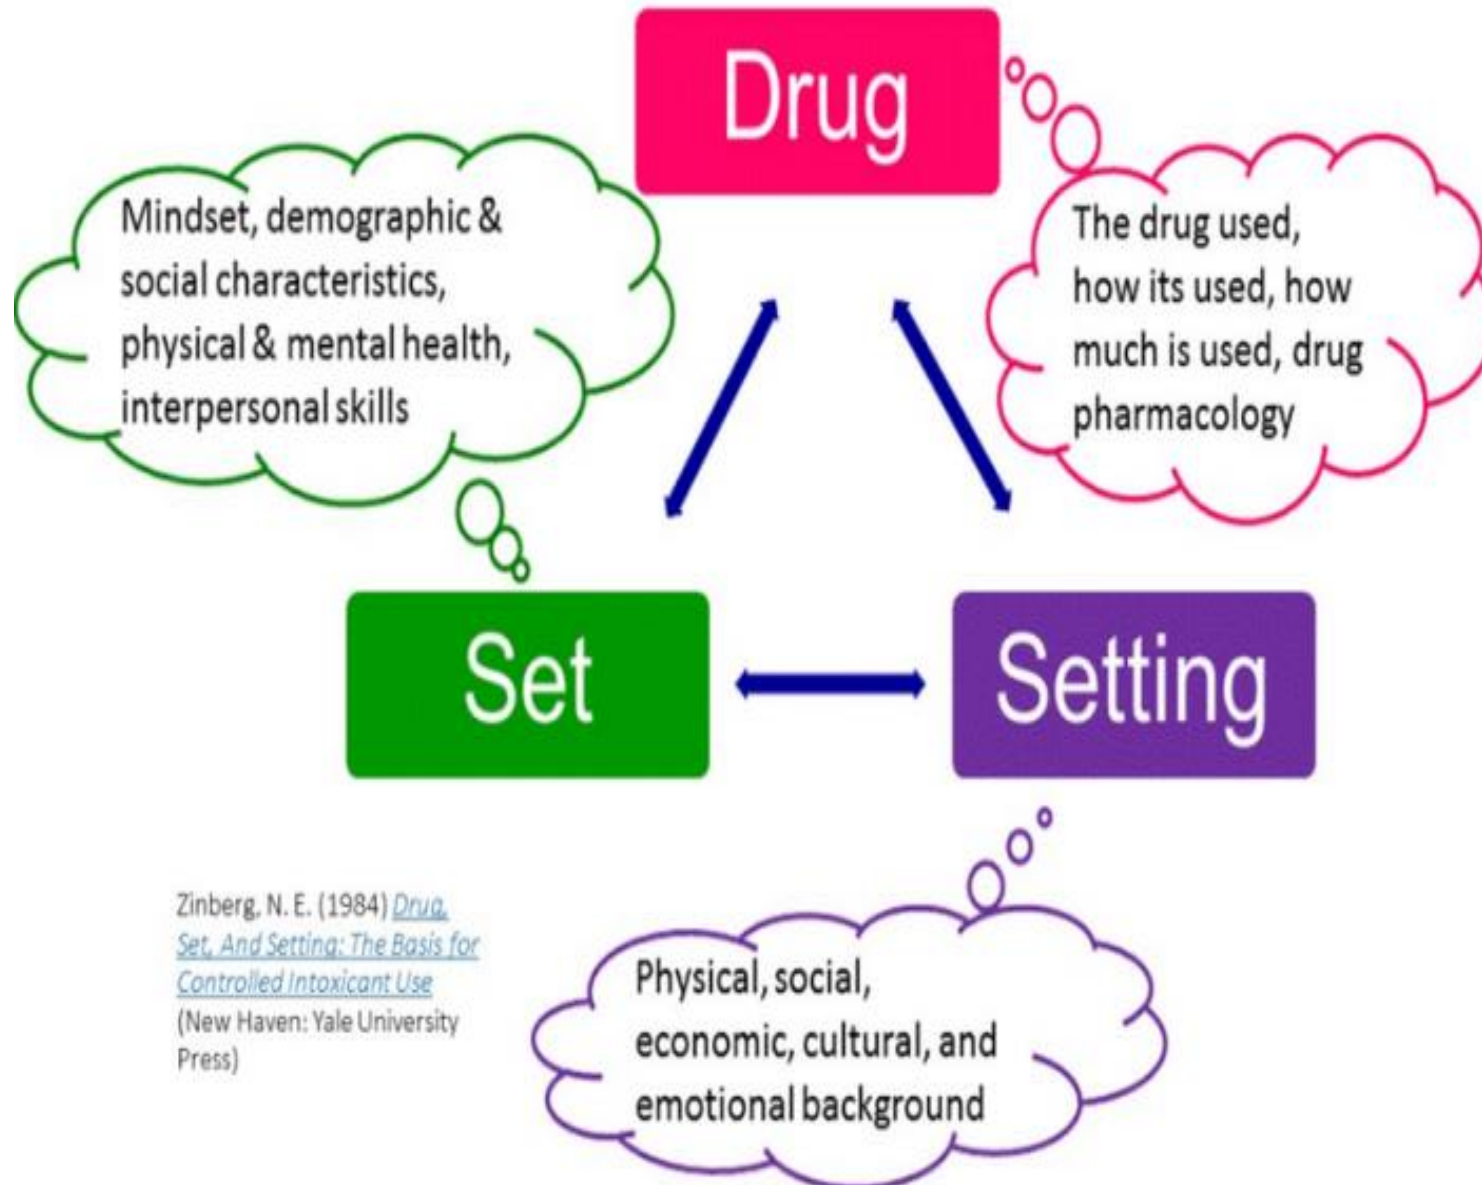 Drug
Mindset, demographic &
social characteristics,
physical & mental health,
interpersonal skills
The drug used,
how its used, how
much is used, drug
pharmacology
Set
Setting
Zinberg, N. E. (1984) Drug,
Set, And Setting: The Basis for
Controlled Intoxicant Use
(New Haven: Yale University
Press)
Physical, social,
economic, cultural, and
emotional background